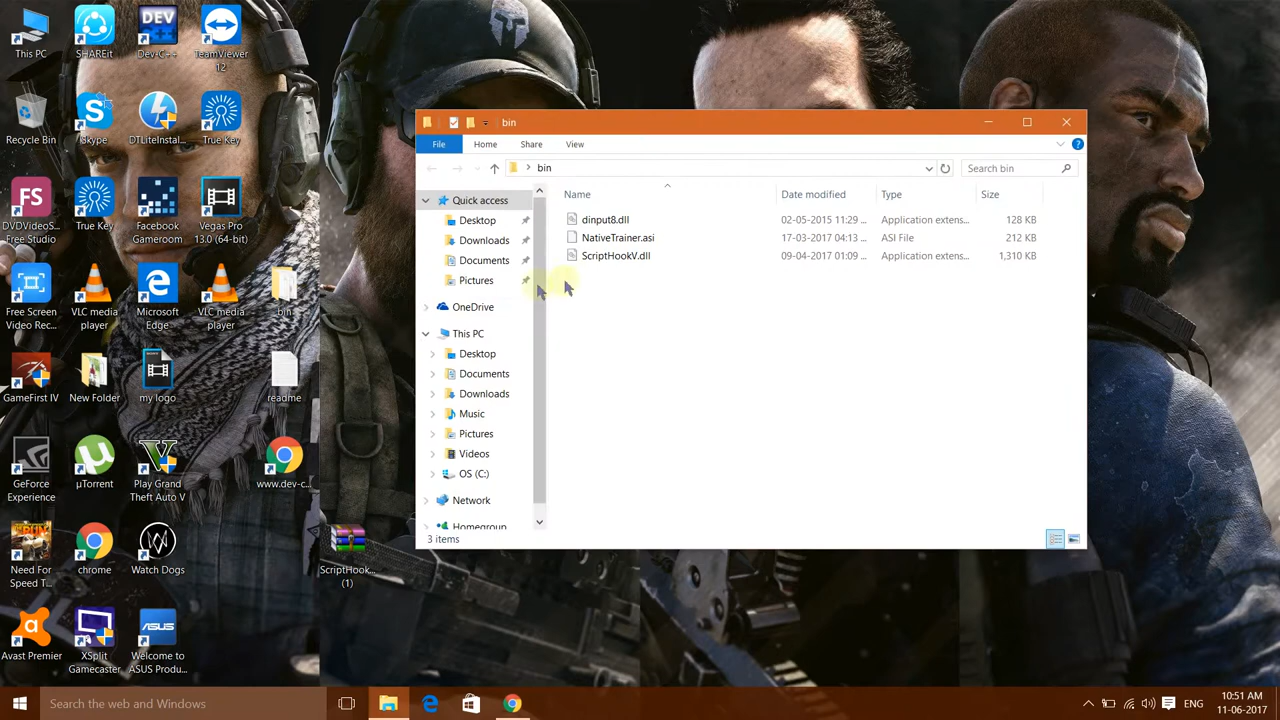 This PC
SHAREit
Dev-C++
TeamViewer
12
Recycle Bin
Skype
DTLiteInstal...
True Key
DVDVideoS...
Free Studio
True Key
Facebook
Gameroom
Vegas Pro
13.0 (64-bit)
Free Screen
Video Rec...
VLC media
player
Microsoft
Edge
VLC media
player
bin
GameFirst IV
New Folder
my logo
readme
GeForce
Experience
µTorrent
Play Grand
Theft Auto V
www.dev-c...
Need For
Speed T...
chrome
Watch Dogs
ScriptHook...
(1)
Avast Premier
XSplit
Gamecaster
Welcome to
ASUS Produ...
bin
File
Home
Share
View
bin
Search bin
Name
Date modified
Type
Size
dinput8.dll
02-05-2015 11:29 ...
Application extens...
128 KB
NativeTrainer.asi
17-03-2017 04:13 ...
ASI File
212 KB
ScriptHookV.dll
09-04-2017 01:09 ...
Application extens...
1,310 KB
Quick access
Desktop
Downloads
Documents
Pictures
OneDrive
This PC
Desktop
Documents
Downloads
Music
Pictures
Videos
OS (C:)
Network
Homegroup
3 items
Search the web and Windows
ENG
10:51 AM
11-06-2017